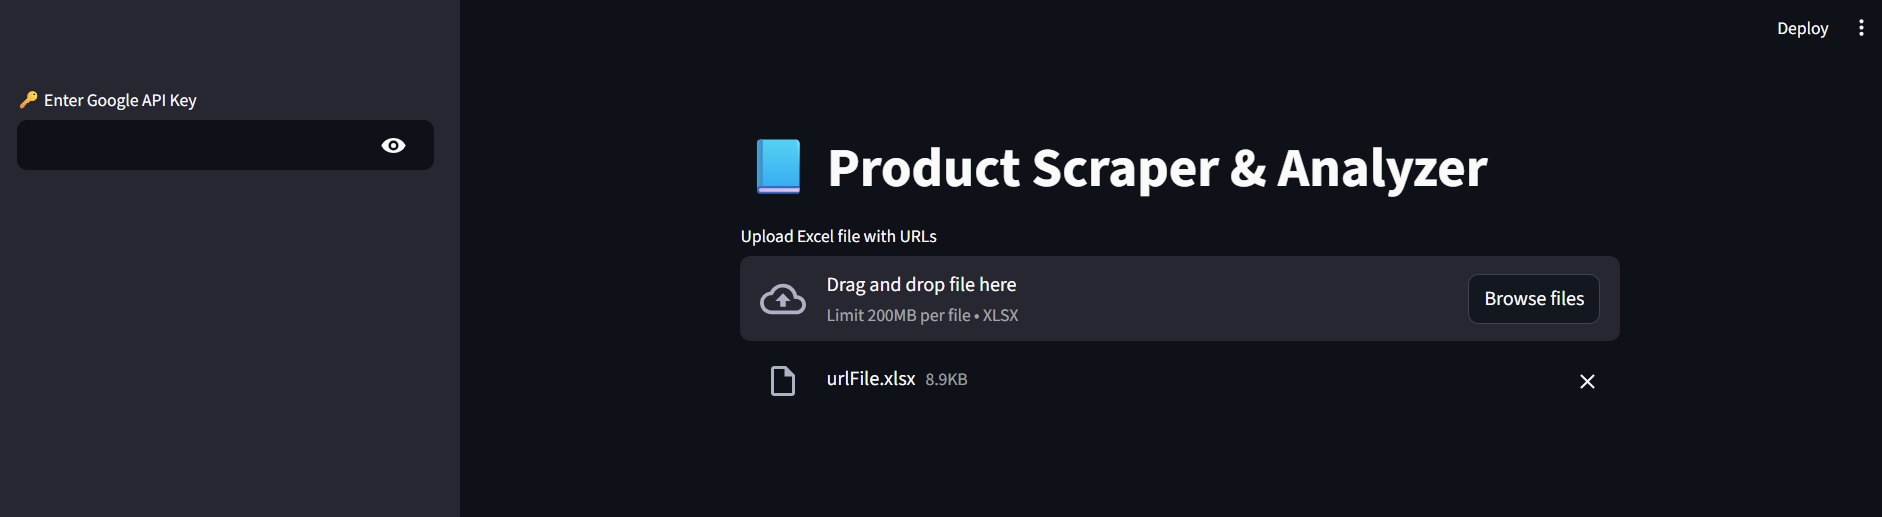 Deploy
Enter Google API Key
Product Scraper & Analyzer
Upload Excel file with URLs
Drag and drop file here
Limit 200MB per file • XLSX
Browse files
urlFile.xlsx 8.9KB